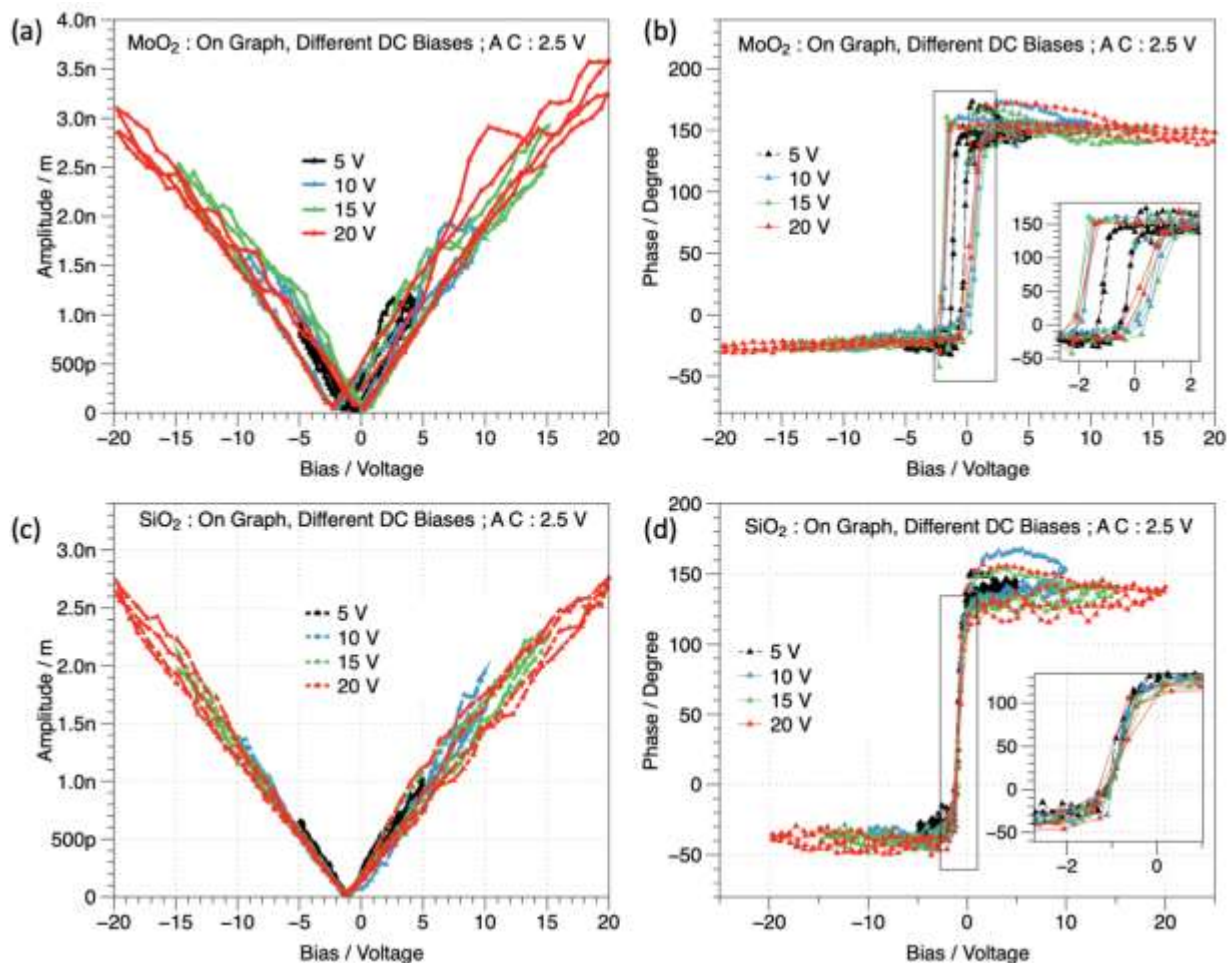 (a)
MoO₂ : On Graph, Different DC Biases ; A C : 2.5 V
4.0n
3.5n
3.0n
2.5n
2.0n
1.5n
1.0n
500p
0
Amplitude / m
5 V
10 V
15 V
20 V
−20 −15 −10 −5 0 5 10 15 20
Bias / Voltage
(b)
MoO₂ : On Graph, Different DC Biases ; A C : 2.5 V
200
150
100
50
0
−50
Phase / Degree
5 V
10 V
15 V
20 V
150
100
50
0
−50
−2 0 2
−20 −15 −10 −5 0 5 10 15 20
Bias / Voltage
(c)
SiO₂ : On Graph, Different DC Biases ; A C : 2.5 V
3.0n
2.5n
2.0n
1.5n
1.0n
500p
0
Amplitude / m
5 V
10 V
15 V
20 V
−20 −15 −10 −5 0 5 10 15 20
Bias / Voltage
(d)
SiO₂ : On Graph, Different DC Biases ; A C : 2.5 V
200
150
100
50
0
−50
Phase / Degree
5 V
10 V
15 V
20 V
100
50
0
−50
−2 0
−20 −10 0 10 20
Bias / Voltage